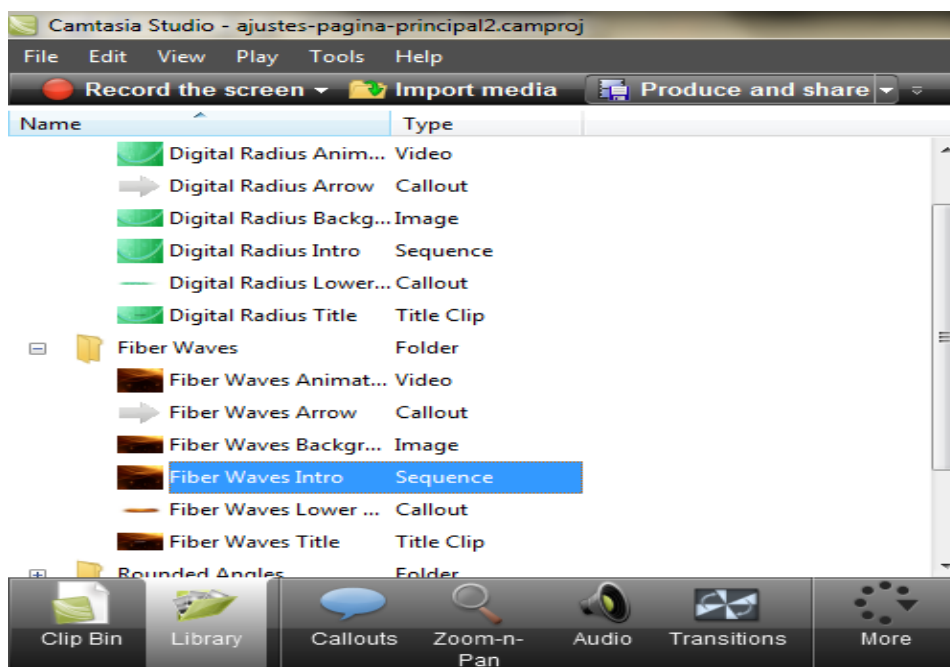 Camtasia Studio - ajustes-pagina-principal2.camproj
File Edit View Play Tools Help
Record the screen Import media Produce and share
Name Type
Digital Radius Anim... Video
Digital Radius Arrow Callout
Digital Radius Backg... Image
Digital Radius Intro Sequence
Digital Radius Lower... Callout
Digital Radius Title Title Clip
Fiber Waves Folder
Fiber Waves Animat... Video
Fiber Waves Arrow Callout
Fiber Waves Backgr... Image
Fiber Waves Intro Sequence
Fiber Waves Lower ... Callout
Fiber Waves Title Title Clip
Rounded Angles Folder
Clip Bin Library Callouts Zoom-n-Pan Audio Transitions More